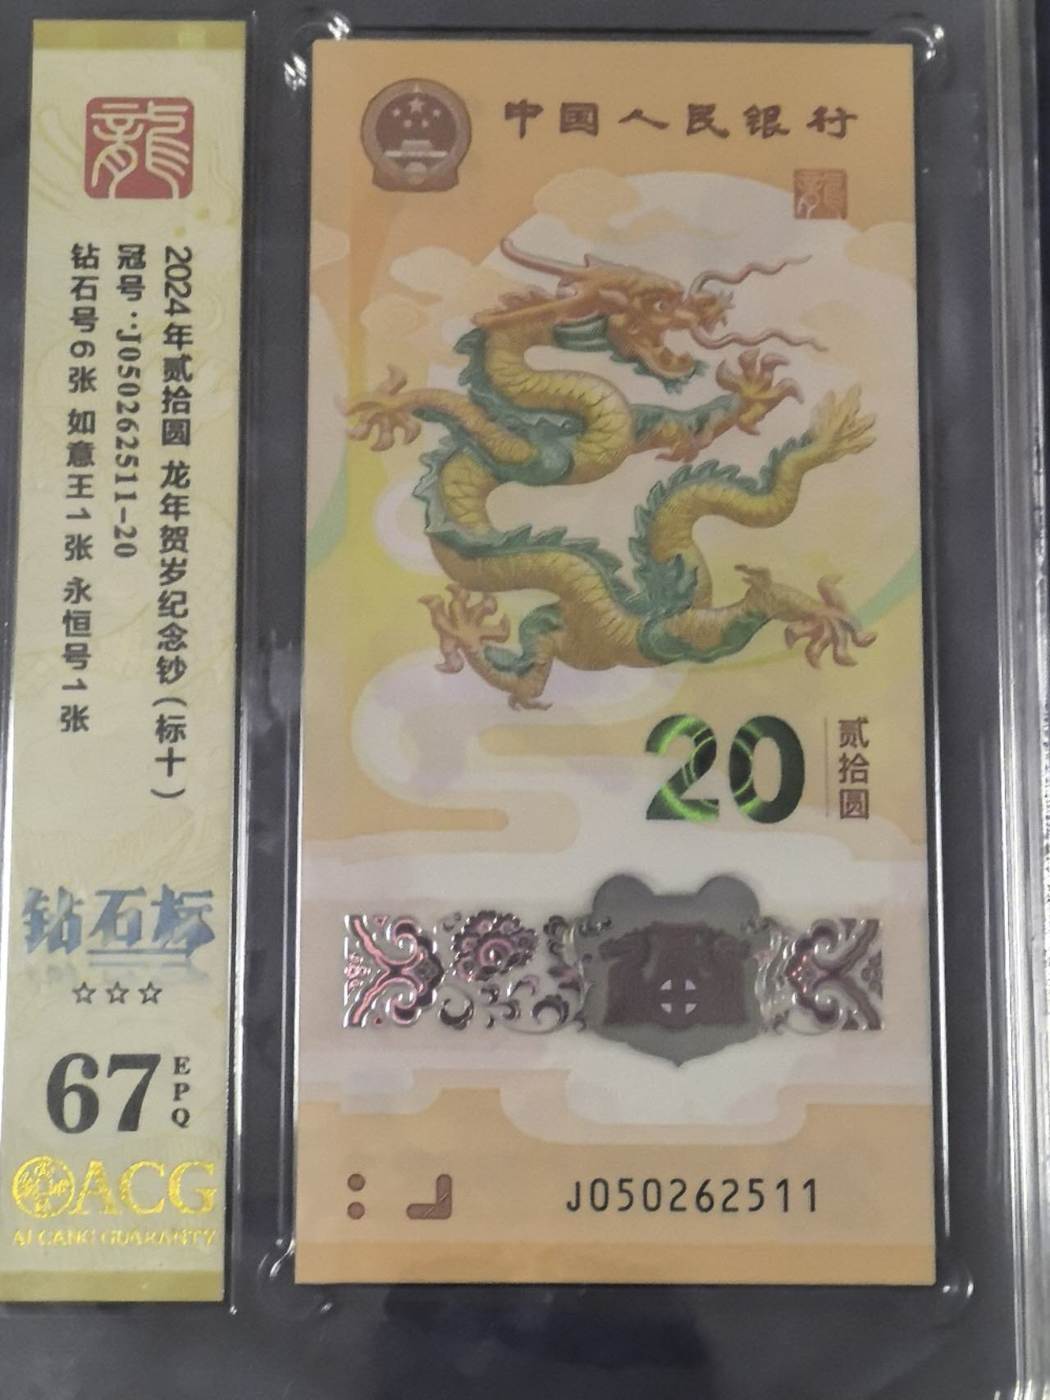 龍
2024年贰拾圆 龙年贺岁纪念钞(标十)
冠号:J050262511-20
钻石号6张 如意王1张 永恒号1张
钻石标
☆☆☆
67 EPQ
ACG
AI CANG GUARANTY
中国人民银行
龍
20 贰拾圆
J050262511